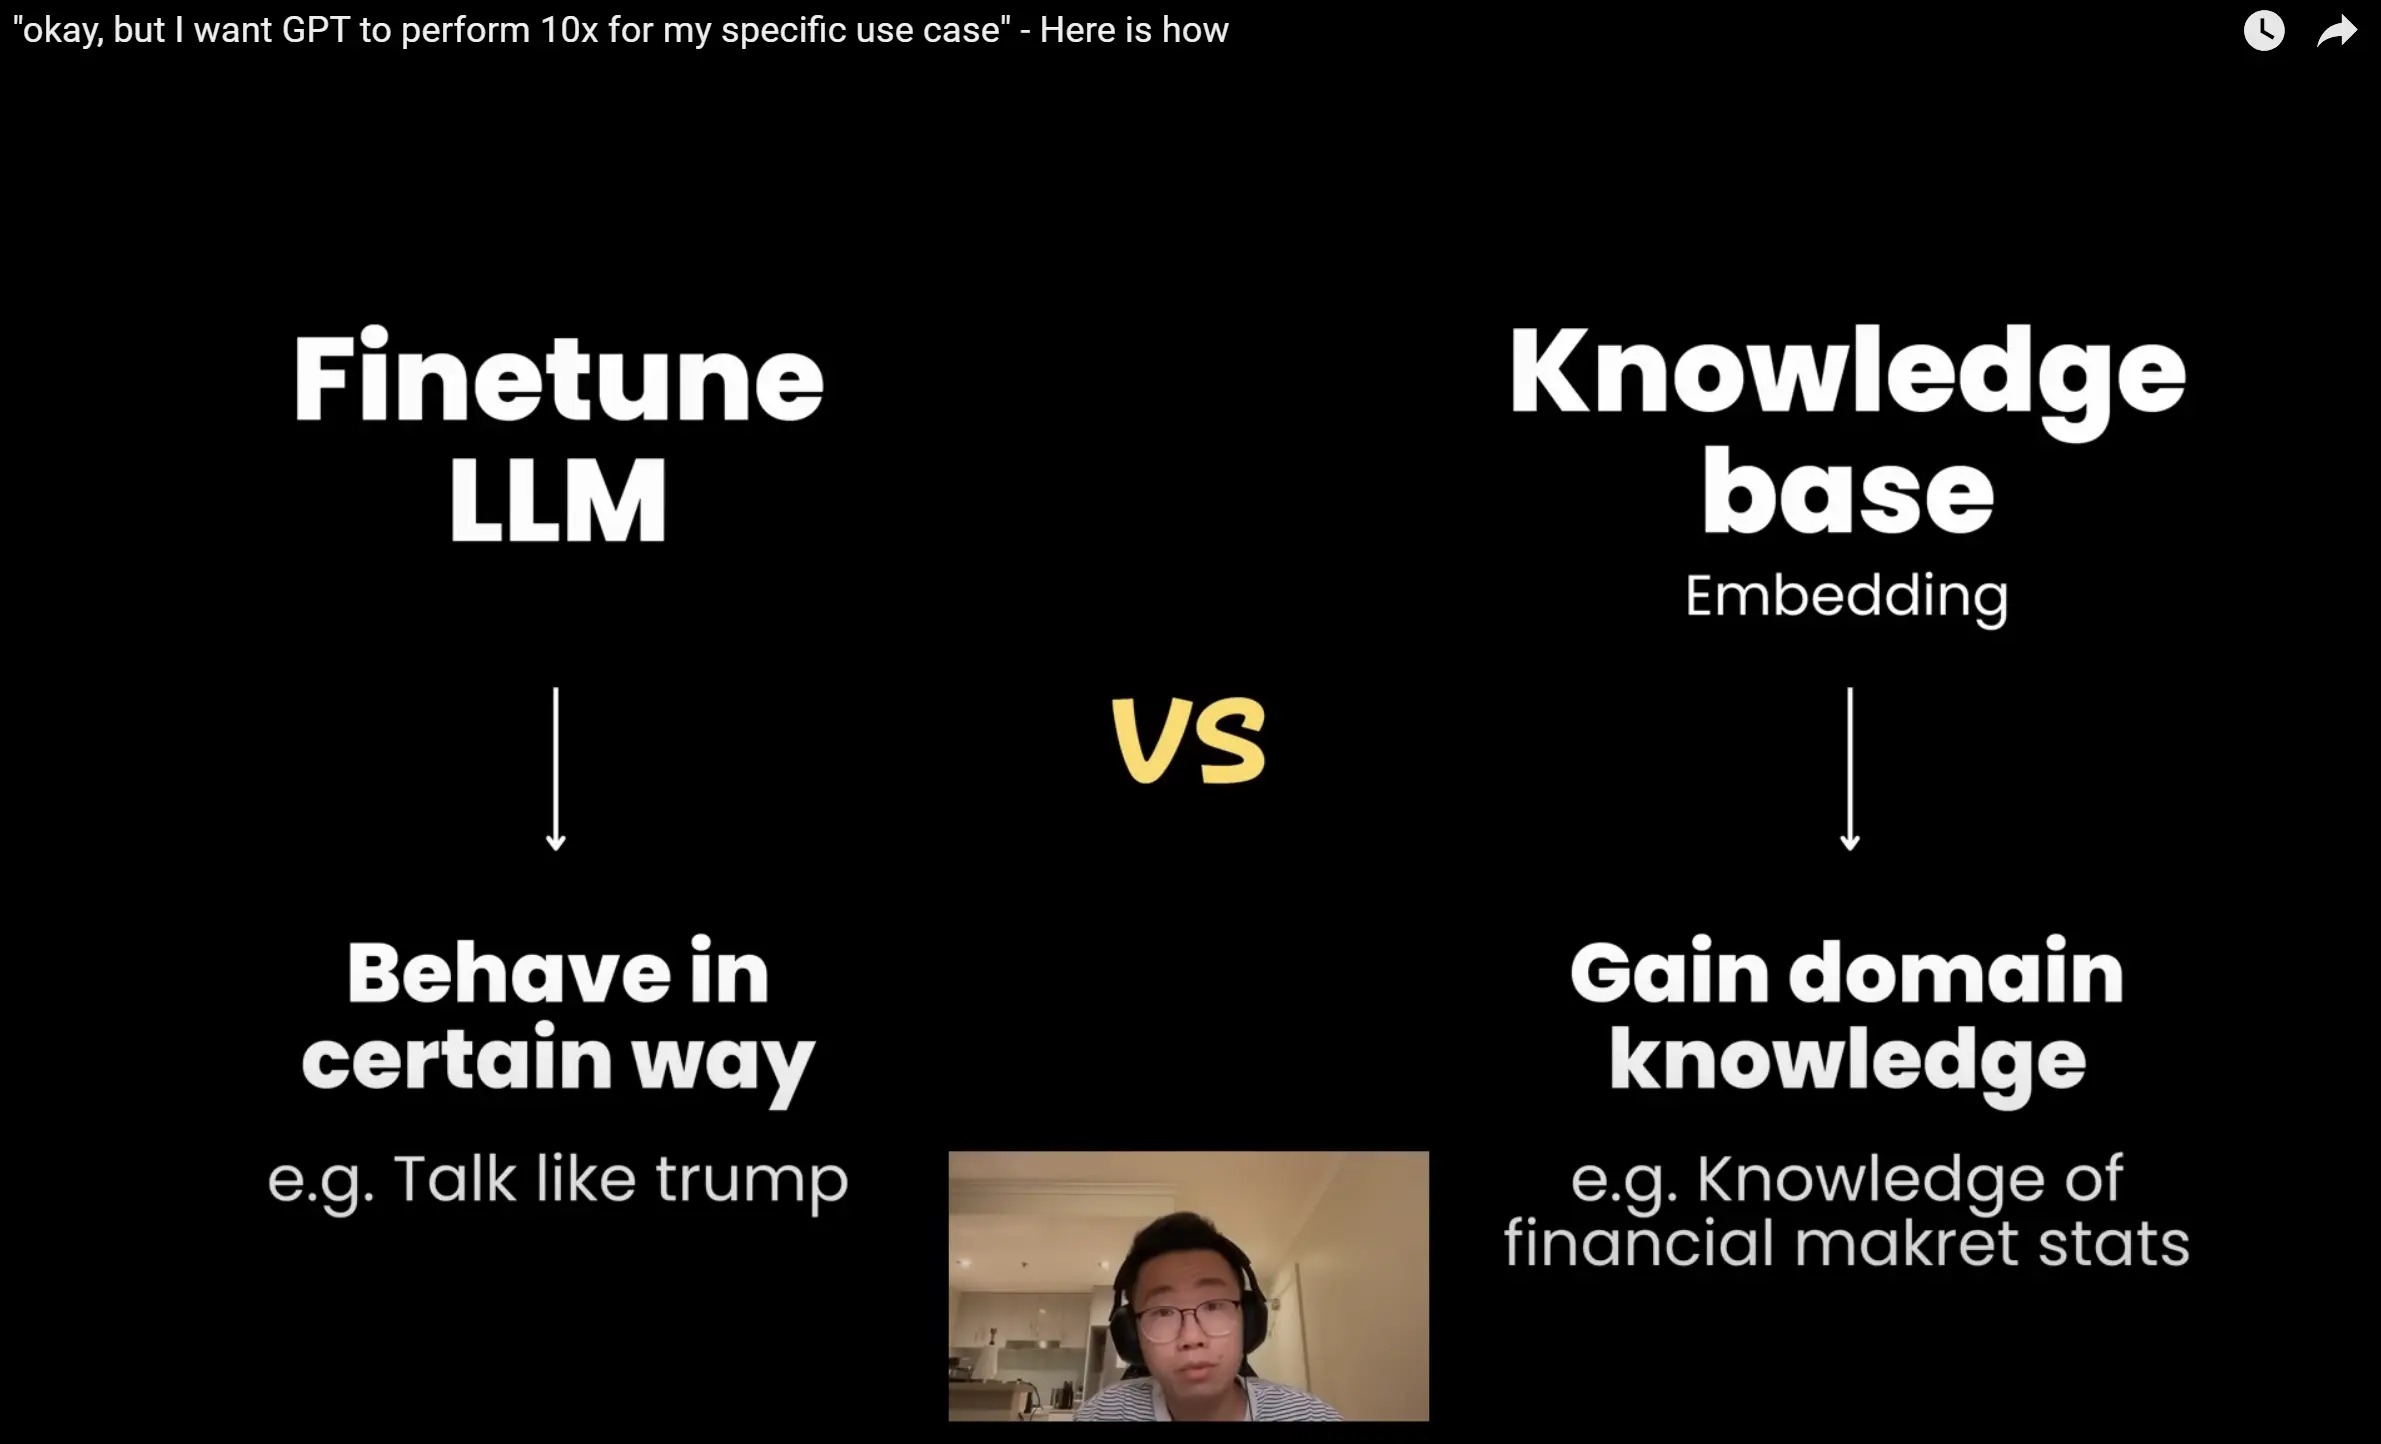 "okay, but I want GPT to perform 10x for my specific use case" - Here is how
Finetune
LLM
Behave in
certain way
e.g. Talk like trump
VS
Knowledge
base
Embedding
Gain domain
knowledge
e.g. Knowledge of
financial makret stats